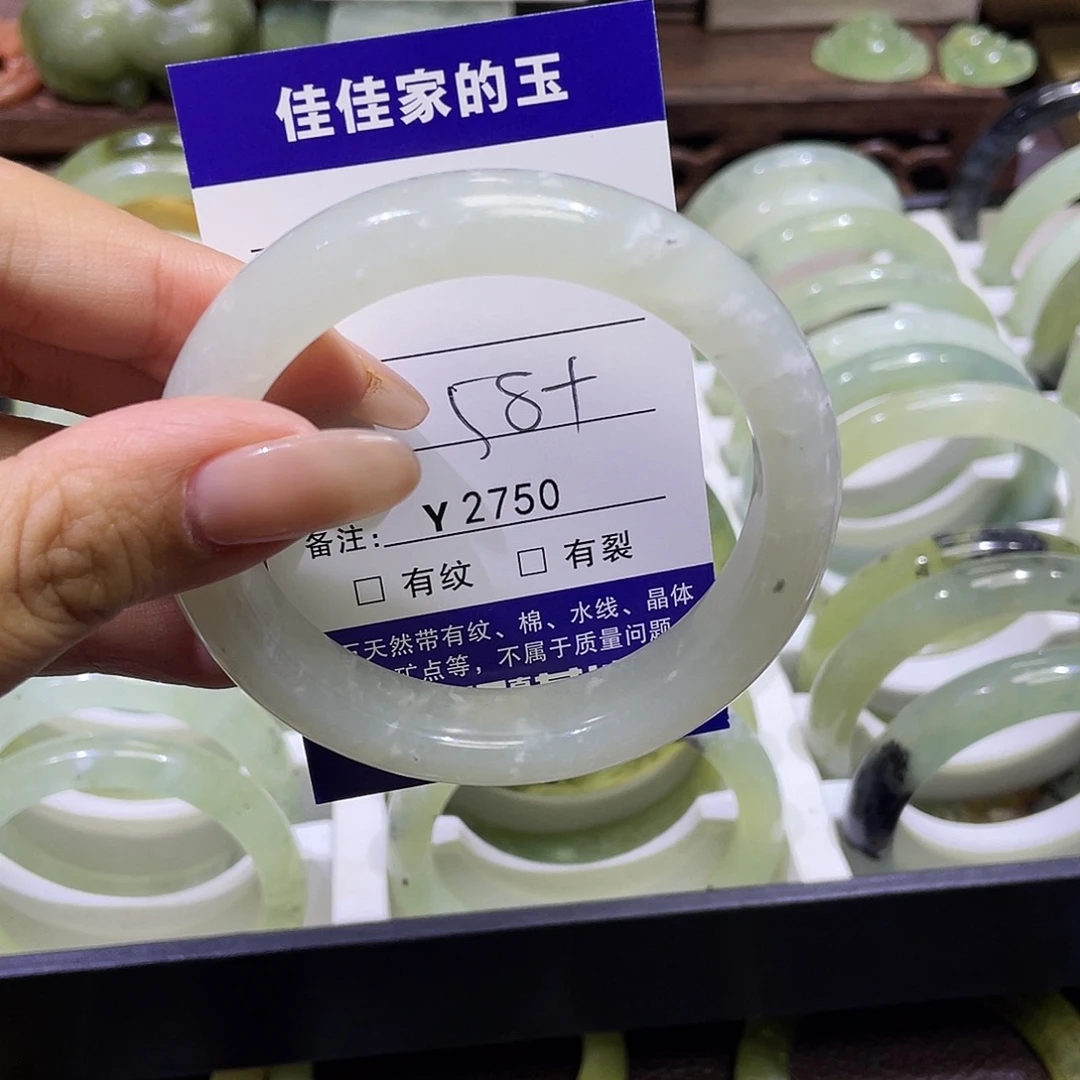 佳佳家的玉
58+
Y2750
备注:
□ 有纹 □ 有裂
天然带有纹、棉、水线、晶体
矿点等，不属于质量问题